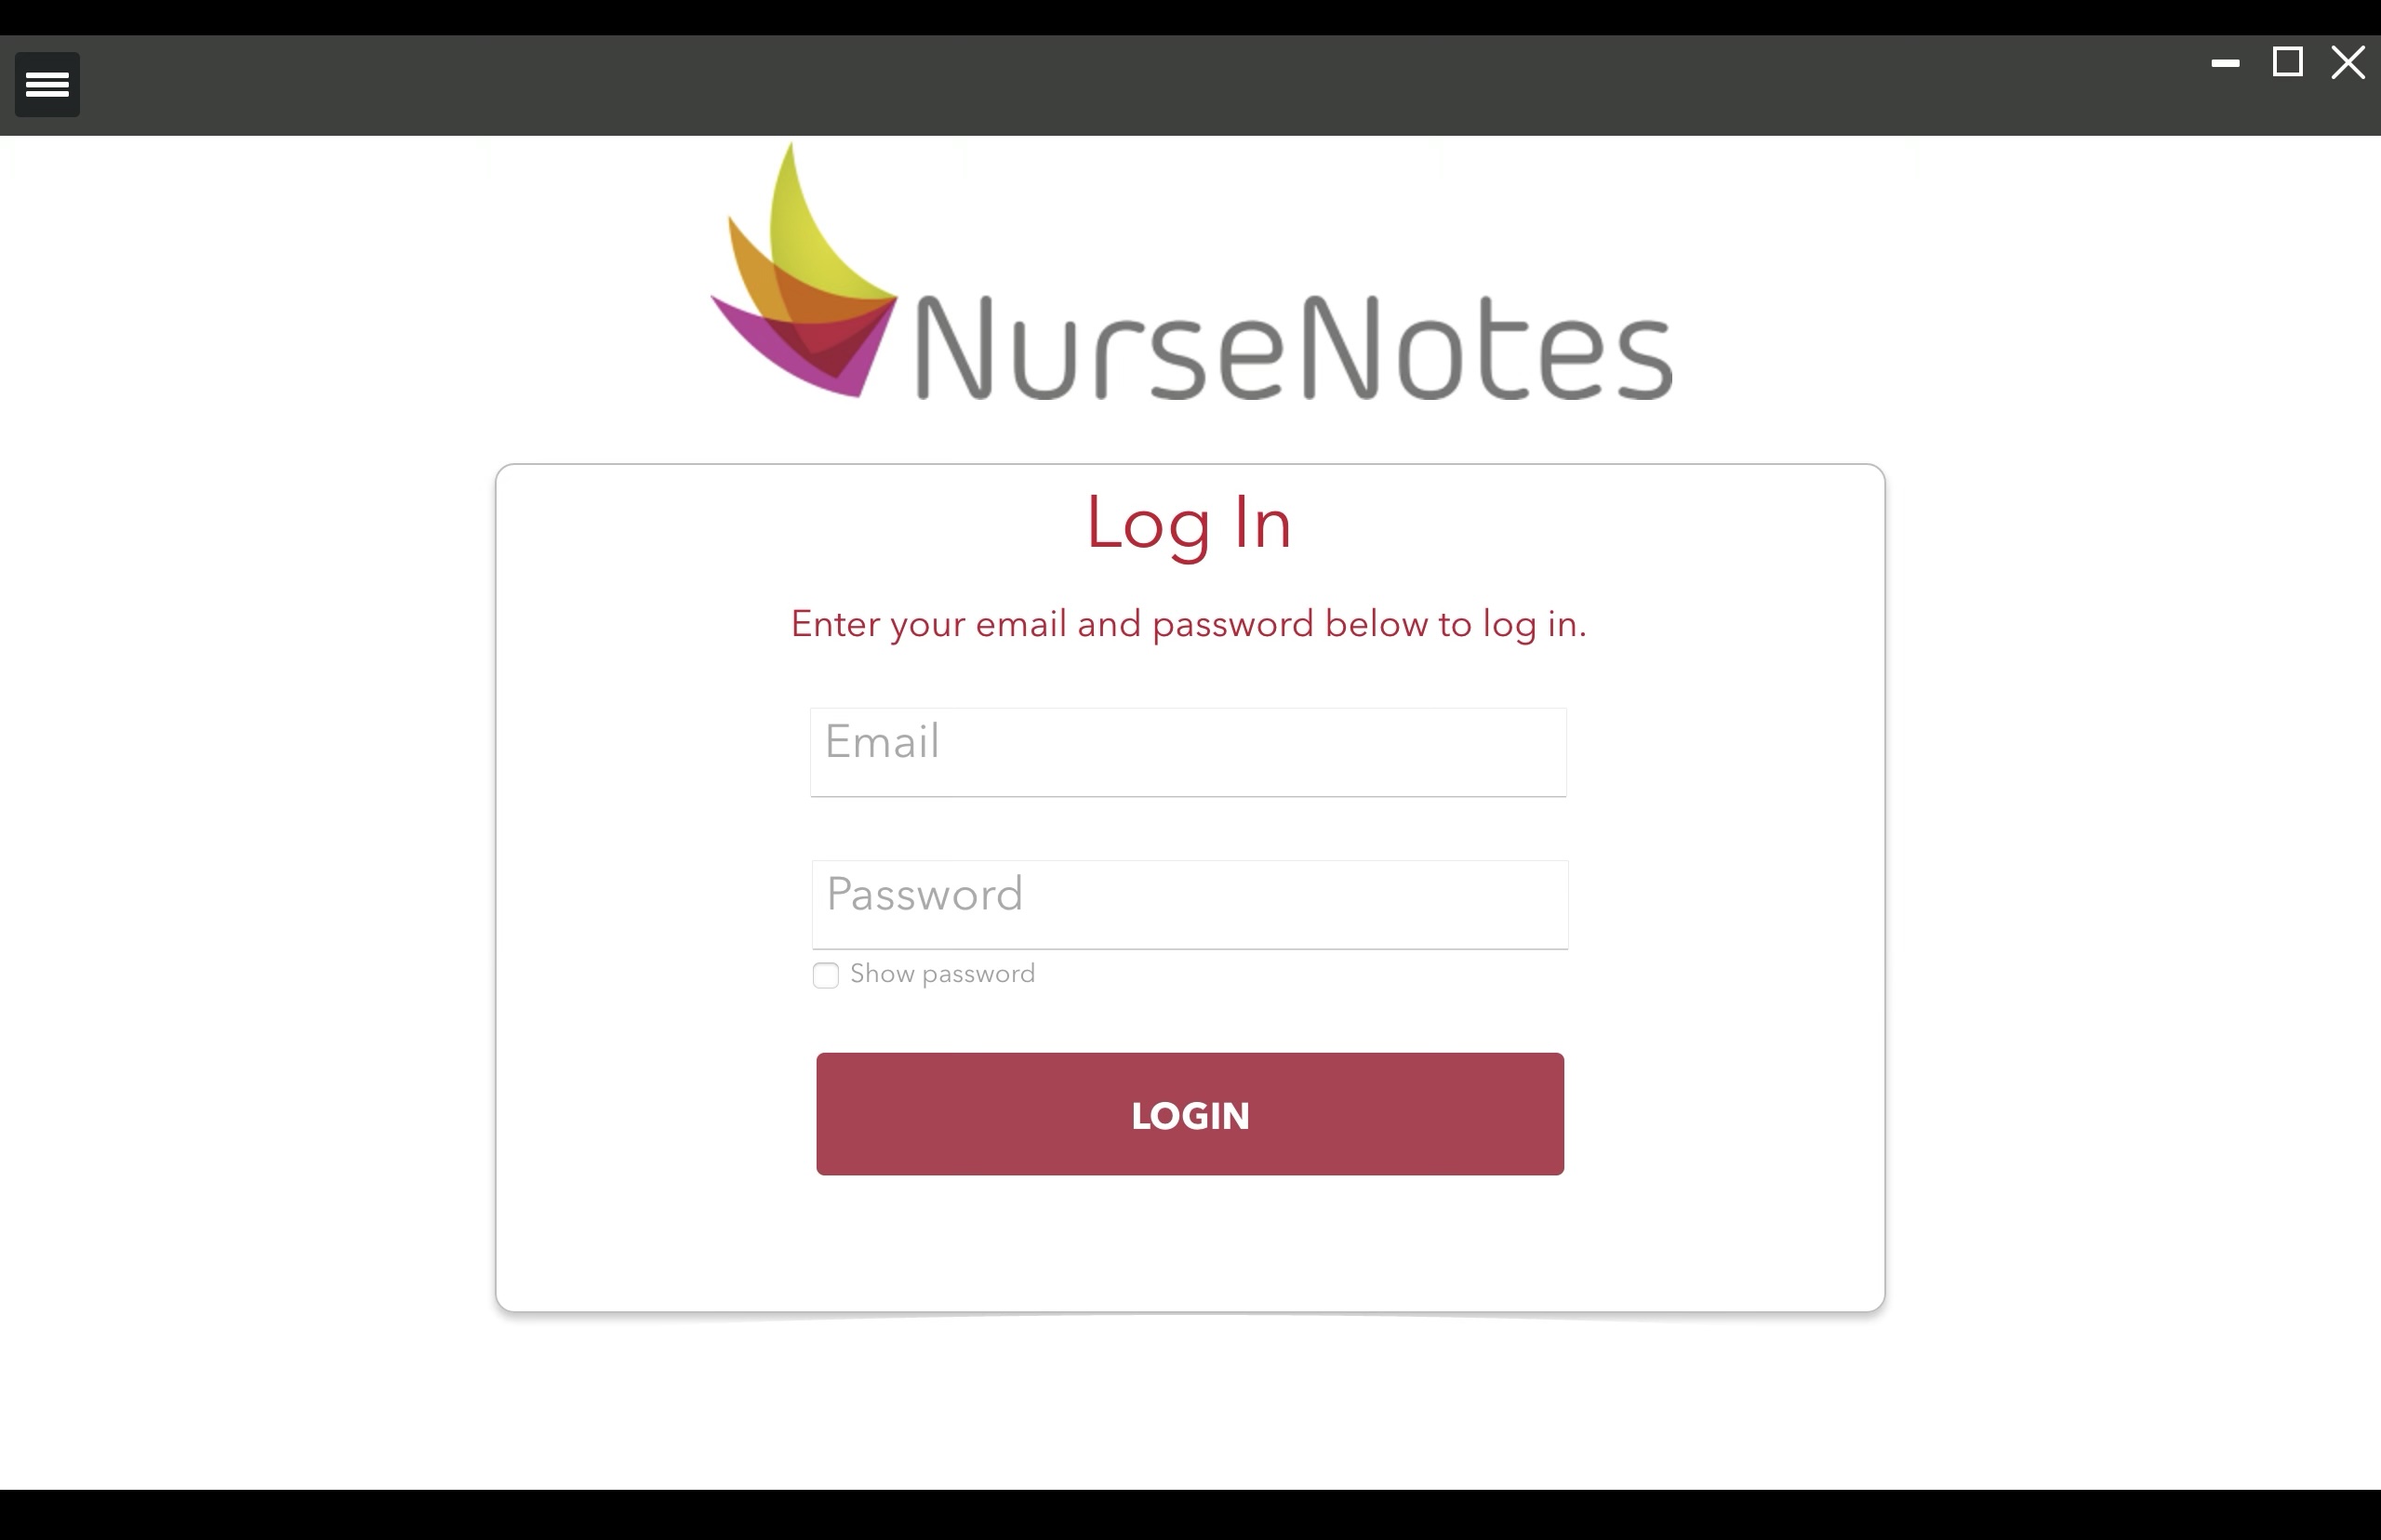 NurseNotes
Log In
Enter your email and password below to log in.
Email
Password
Show password
LOGIN